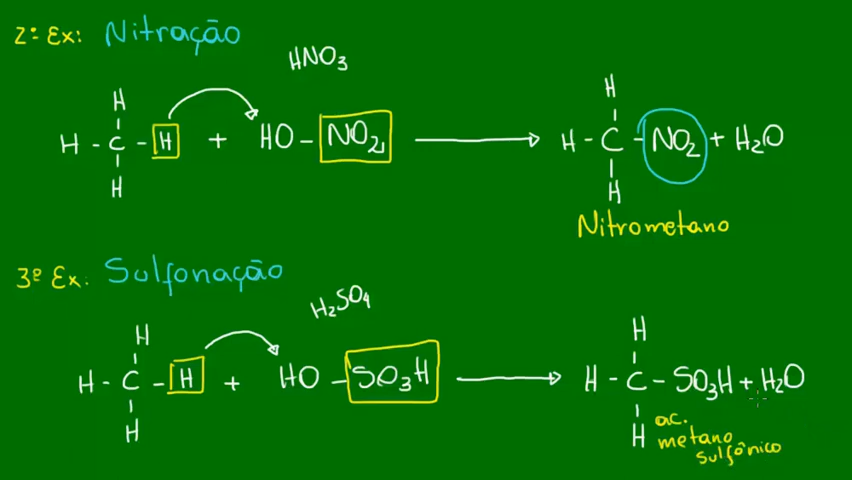 2º Ex: Nitração
HNO3
H
H - C - H + HO - NO2 → H - C - NO2 + H2O
H
H
H
Nitrometano
3º Ex: Sulfonação
H2SO4
H
H
H - C - H + HO - SO3H → H - C - SO3H + H2O
H
H
ac.
metano
sulfônico